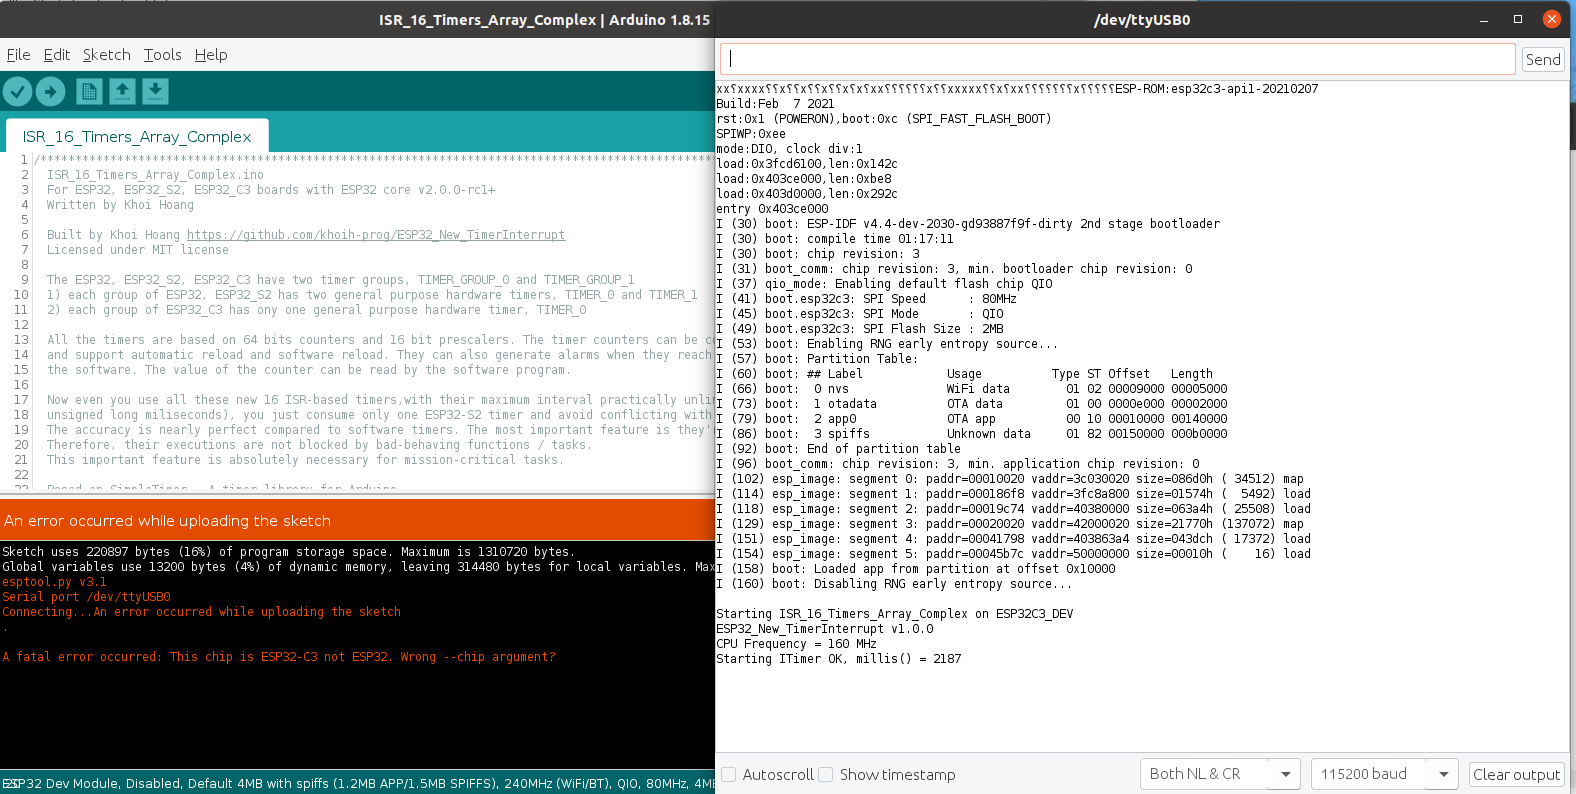 ISR_16_Timers_Array_Complex | Arduino 1.8.15
File Edit Sketch Tools Help
ISR_16_Timers_Array_Complex
1 /****************************************************************************************************
2 ISR_16_Timers_Array_Complex.ino
3 For ESP32, ESP32_S2, ESP32_C3 boards with ESP32 core v2.0.0-rc1+
4 Written by Khoi Hoang
5
6 Built by Khoi Hoang https://github.com/khoih-prog/ESP32_New_TimerInterrupt
7 Licensed under MIT license
8
9 The ESP32, ESP32_S2, ESP32_C3 have two timer groups, TIMER_GROUP_0 and TIMER_GROUP_1
10 1) each group of ESP32, ESP32_S2 has two general purpose hardware timers, TIMER_0 and TIMER_1
11 2) each group of ESP32_C3 has ony one general purpose hardware timer, TIMER_0
12
13 All the timers are based on 64 bits counters and 16 bit prescalers. The timer counters can be c
14 and support automatic reload and software reload. They can also generate alarms when they reach
15 the software. The value of the counter can be read by the software program.
16
17 Now even you use all these new 16 ISR-based timers,with their maximum interval practically unli
18 unsigned long miliseconds), you just consume only one ESP32-S2 timer and avoid conflicting with
19 The accuracy is nearly perfect compared to software timers. The most important feature is they'
20 Therefore, their executions are not blocked by bad-behaving functions / tasks.
21 This important feature is absolutely necessary for mission-critical tasks.
22
An error occurred while uploading the sketch
Sketch uses 220897 bytes (16%) of program storage space. Maximum is 1310720 bytes.
Global variables use 13200 bytes (4%) of dynamic memory, leaving 314480 bytes for local variables. Max
esptool.py v3.1
Serial port /dev/ttyUSB0
Connecting...An error occurred while uploading the sketch
.
A fatal error occurred: This chip is ESP32-C3 not ESP32. Wrong --chip argument?
ESP32 Dev Module, Disabled, Default 4MB with spiffs (1.2MB APP/1.5MB SPIFFS), 240MHz (WiFi/BT), QIO, 80MHz, 4M
/dev/ttyUSB0
Send
ESP-ROM:esp32c3-api1-20210207
Build:Feb  7 2021
rst:0x1 (POWERON),boot:0xc (SPI_FAST_FLASH_BOOT)
SPIWP:0xee
mode:DIO, clock div:1
load:0x3fcd6100,len:0x142c
load:0x403ce000,len:0xbe8
load:0x403d0000,len:0x292c
entry 0x403ce000
I (30) boot: ESP-IDF v4.4-dev-2030-gd93887f9f-dirty 2nd stage bootloader
I (30) boot: compile time 01:17:11
I (30) boot: chip revision: 3
I (31) boot_comm: chip revision: 3, min. bootloader chip revision: 0
I (37) qio_mode: Enabling default flash chip QIO
I (41) boot.esp32c3: SPI Speed      : 80MHz
I (45) boot.esp32c3: SPI Mode       : QIO
I (49) boot.esp32c3: SPI Flash Size : 2MB
I (53) boot: Enabling RNG early entropy source...
I (57) boot: Partition Table:
I (60) boot: ## Label            Usage          Type ST Offset   Length
I (66) boot:  0 nvs              WiFi data        01 02 00009000 00005000
I (73) boot:  1 otadata          OTA data         01 00 0000e000 00002000
I (79) boot:  2 app0             OTA app          00 10 00010000 00140000
I (86) boot:  3 spiffs           Unknown data     01 82 00150000 000b0000
I (92) boot: End of partition table
I (96) boot_comm: chip revision: 3, min. application chip revision: 0
I (102) esp_image: segment 0: paddr=00010020 vaddr=3c030020 size=086d0h ( 34512) map
I (114) esp_image: segment 1: paddr=000186f8 vaddr=3fc8a800 size=01574h (  5492) load
I (118) esp_image: segment 2: paddr=00019c74 vaddr=40380000 size=063a4h ( 25508) load
I (129) esp_image: segment 3: paddr=00020020 vaddr=42000020 size=21770h (137072) map
I (151) esp_image: segment 4: paddr=00041798 vaddr=403863a4 size=043dch ( 17372) load
I (154) esp_image: segment 5: paddr=00045b7c vaddr=50000000 size=00010h (    16) load
I (158) boot: Loaded app from partition at offset 0x10000
I (160) boot: Disabling RNG early entropy source...
Starting ISR_16_Timers_Array_Complex on ESP32C3_DEV
ESP32_New_TimerInterrupt v1.0.0
CPU Frequency = 160 MHz
Starting ITimer OK, millis() = 2187
Autoscroll Show timestamp Both NL & CR 115200 baud Clear output